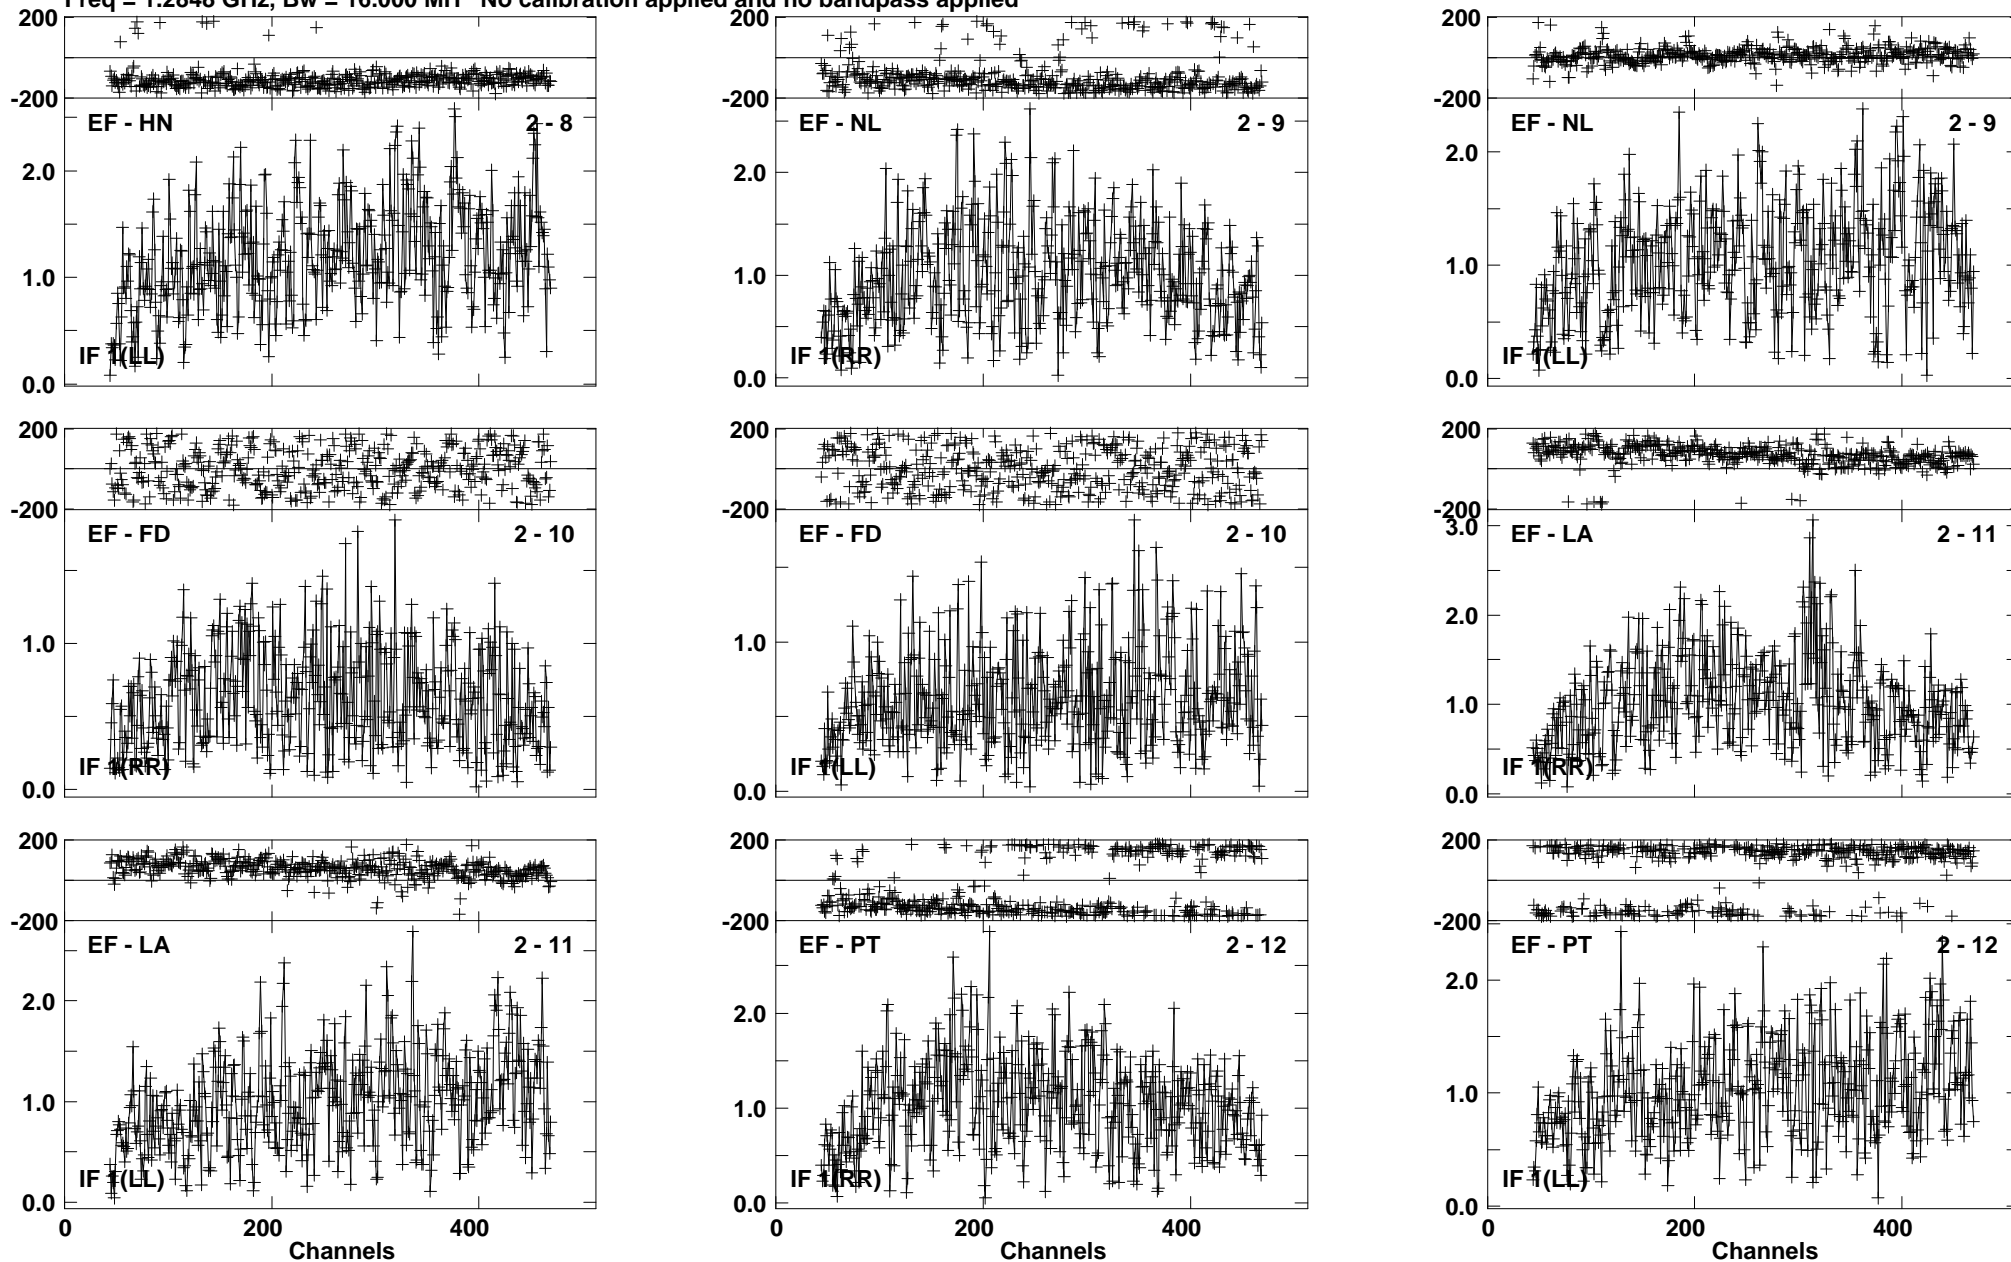 Freq = 1.2848 GHz, Bw = 16.000 MH No calibration applied and no bandpass applied
200
-200
EF - HN 2 - 8
2.0
1.0
0.0
IF 1(LL)
200
-200
EF - NL 2 - 9
2.0
1.0
0.0
IF 1(RR)
200
-200
EF - NL 2 - 9
2.0
1.0
0.0
IF 1(LL)
200
-200
EF - FD 2 - 10
1.0
0.0
IF 1(RR)
200
-200
EF - FD 2 - 10
1.0
0.0
IF 1(LL)
200
-200
3.0
EF - LA 2 - 11
2.0
1.0
0.0
IF 1(RR)
200
-200
EF - LA 2 - 11
2.0
1.0
0.0
IF 1(LL)
0 200 400
Channels
200
-200
EF - PT 2 - 12
2.0
1.0
0.0
IF 1(RR)
200 400
200
-200
EF - PT 2 - 12
2.0
1.0
0.0
IF 1(LL)
0 200 400
Channels